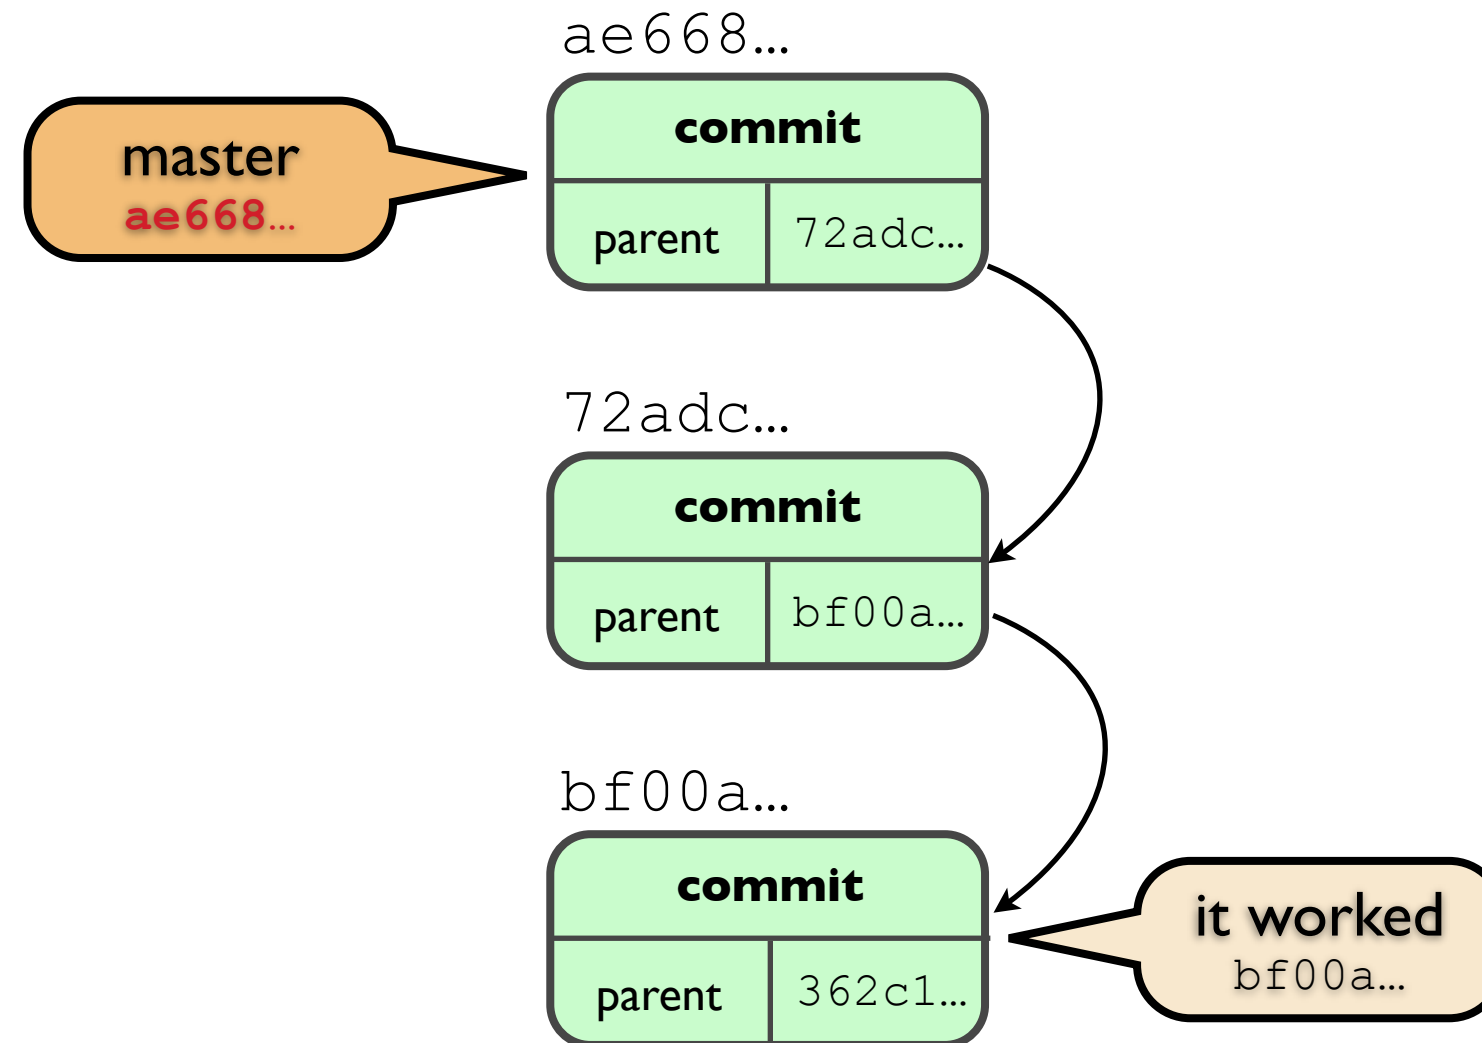 ae668…
commit
master
ae668…
parent 72adc…
72adc…
commit
parent bf00a…
bf00a…
commit
it worked
bf00a…
parent 362c1…